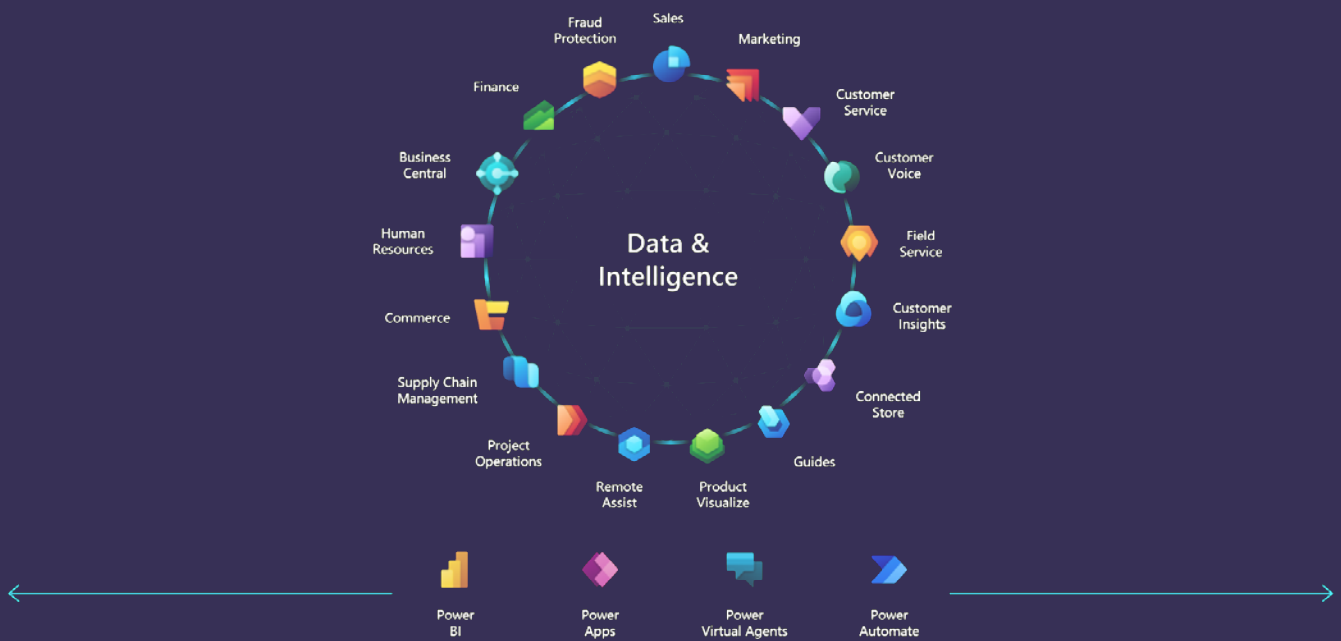 Sales
Marketing
Customer
Service
Customer
Voice
Field
Service
Customer
Insights
Connected
Store
Guides
Product
Visualize
Remote
Assist
Project
Operations
Supply Chain
Management
Commerce
Human
Resources
Business
Central
Finance
Fraud
Protection
Data &
Intelligence
Power
BI
Power
Apps
Power
Virtual Agents
Power
Automate